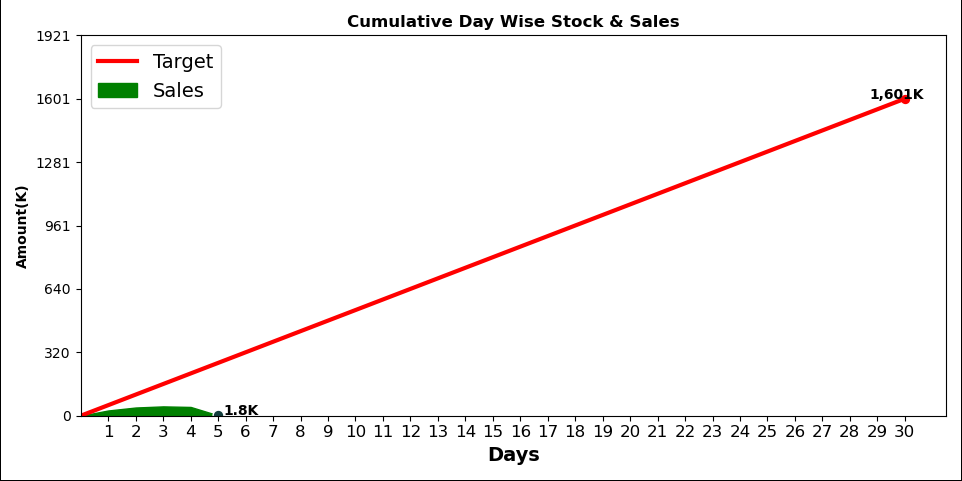 Cumulative Day Wise Stock & Sales
1921
Target
Sales
1601
1,601K
1281
961
Amount(K)
640
320
0
1.8K
1 2 3 4 5 6 7 8 9 10 11 12 13 14 15 16 17 18 19 20 21 22 23 24 25 26 27 28 29 30
Days